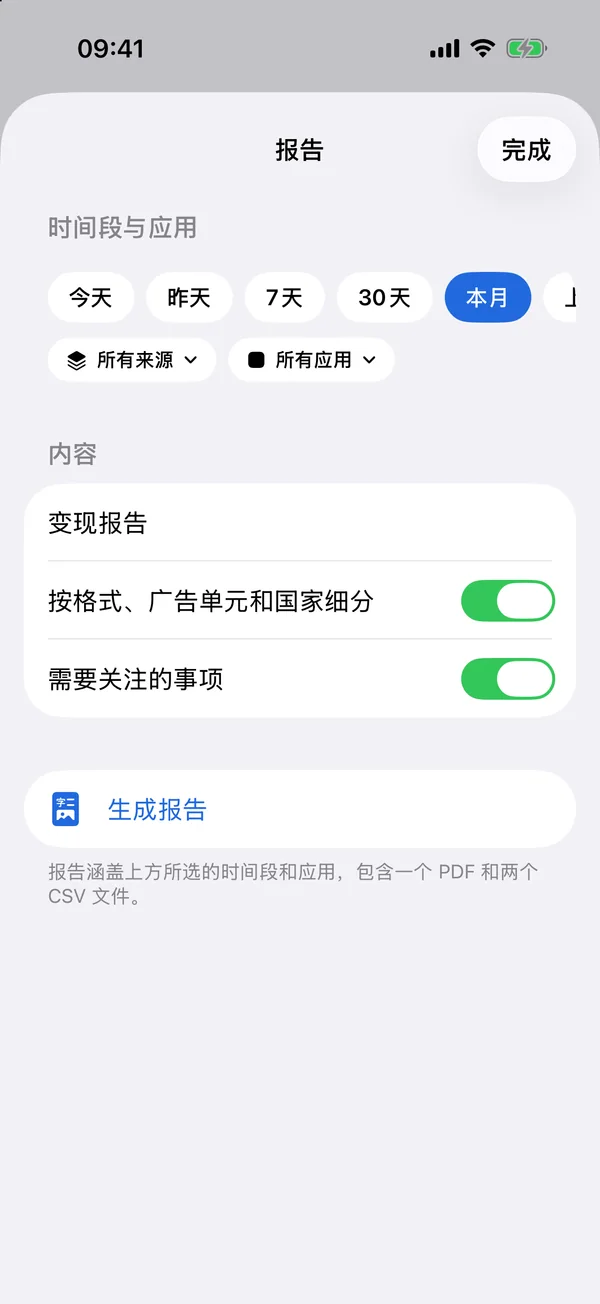 09:41
报告
完成
时间段与应用
今天 昨天 7天 30天 本月
所有来源 所有应用
内容
变现报告
按格式、广告单元和国家细分
需要关注的事项
生成报告
报告涵盖上方所选的时间段和应用，包含一个 PDF 和两个
CSV 文件。